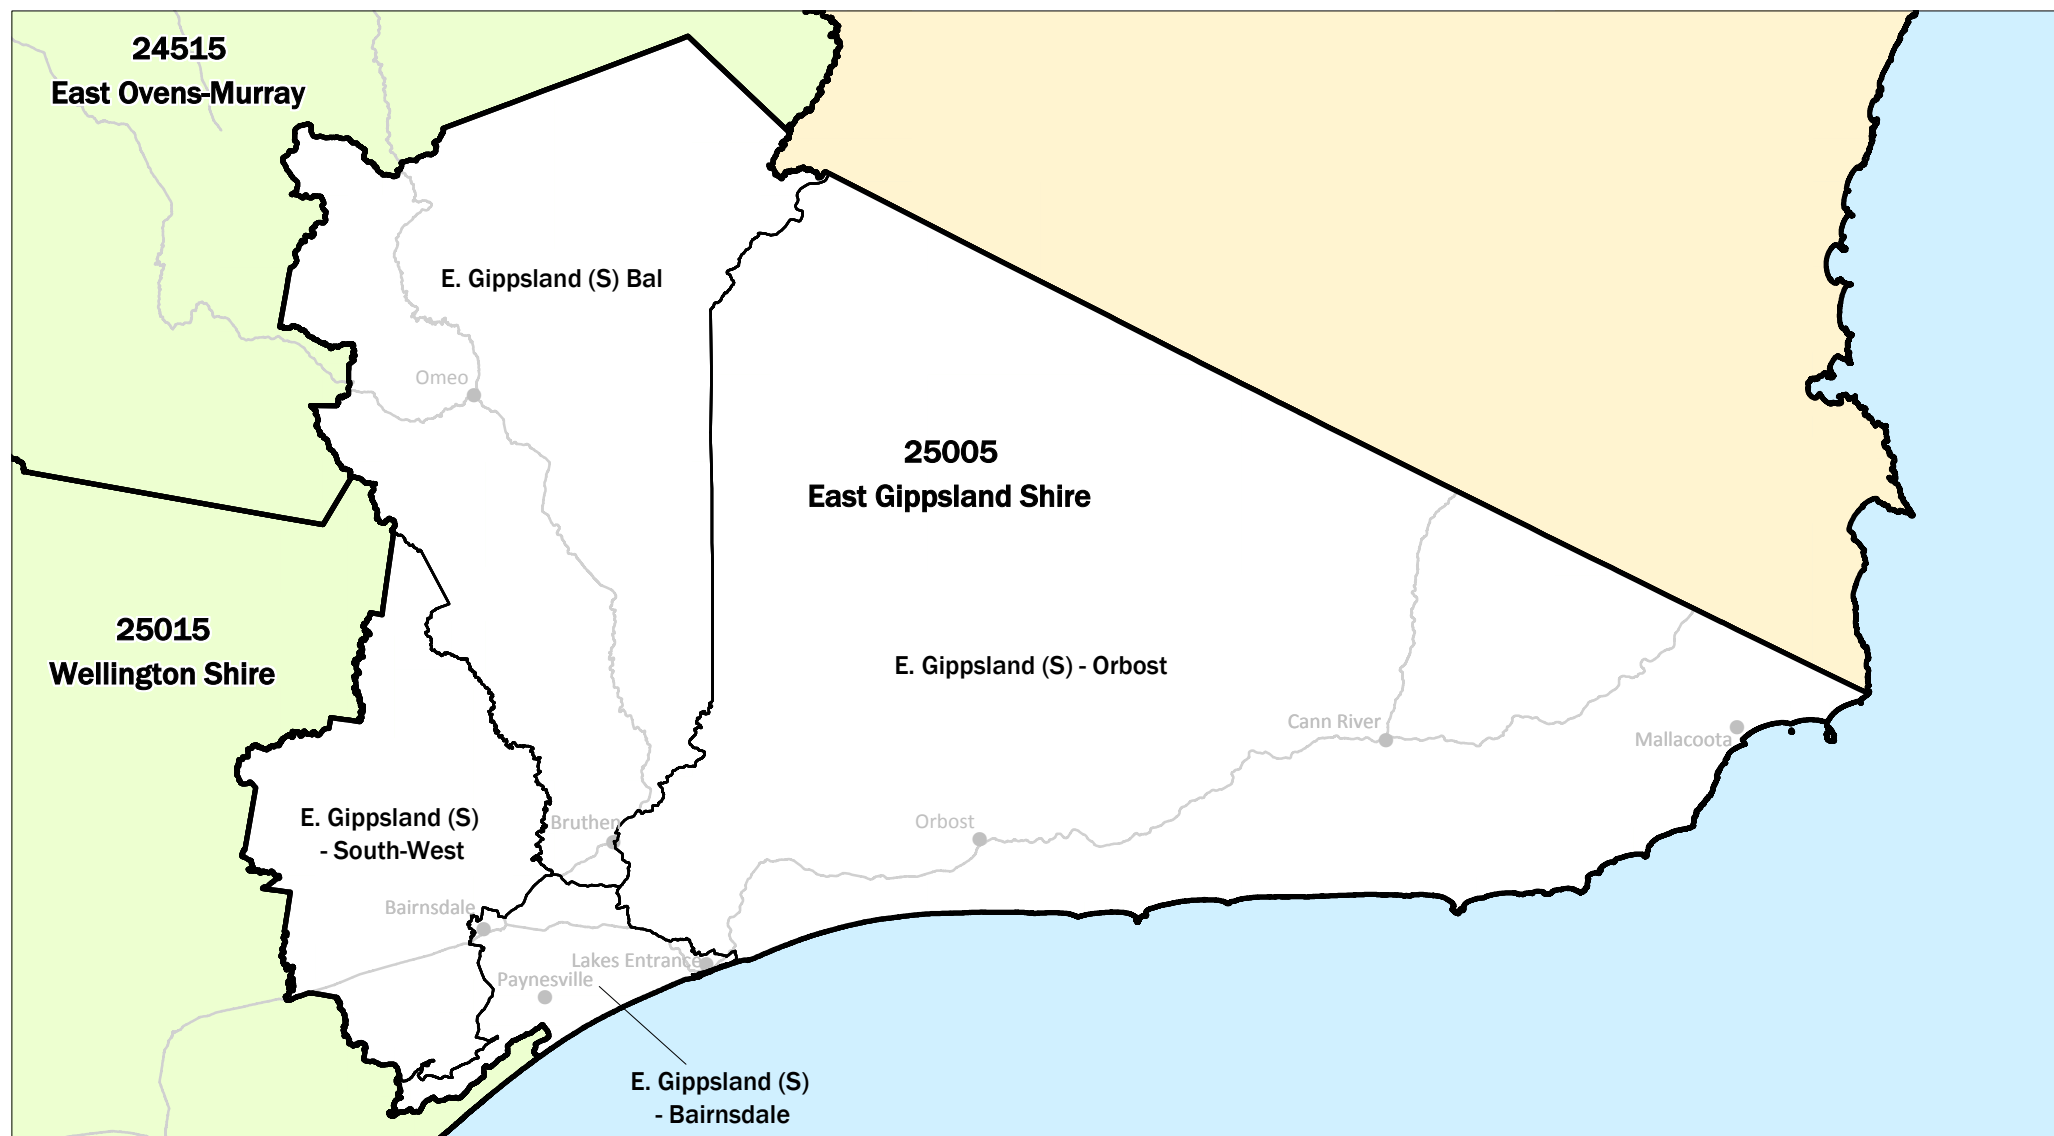 24515
East Ovens-Murray
E. Gippsland (S) Bal
Omeo
25005
East Gippsland Shire
25015
Wellington Shire
E. Gippsland (S) - Orbost
Cann River
Mallacoota
E. Gippsland (S)
- South-West
Bruthen
Orbost
Bairnsdale
Lakes Entrance
Paynesville
E. Gippsland (S)
- Bairnsdale